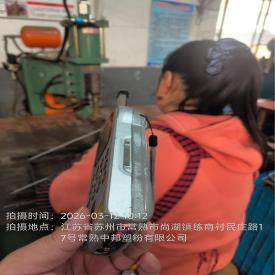 拍摄时间：2026-03-12 10:12
拍摄地点：江苏省苏州市常熟市尚湖镇练南村民庄路1
7号常熟中邦塑粉有限公司